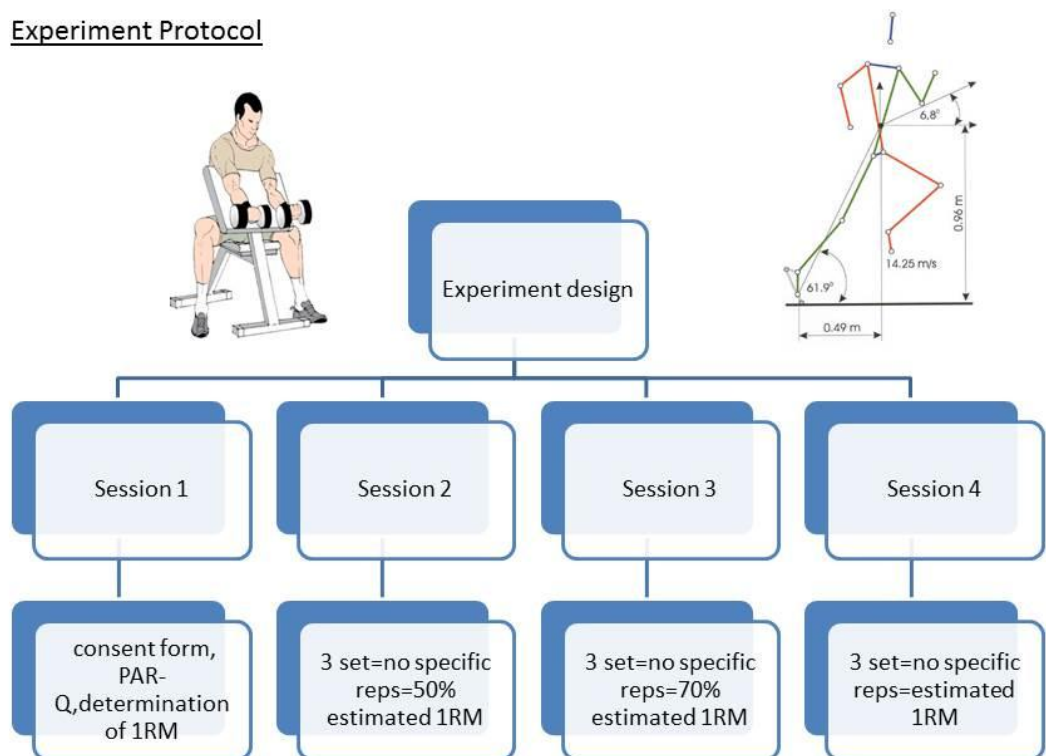 Experiment Protocol
6,8°
0.96 m
14.25 m/s
61.9°
0.49 m
Experiment design
Session 1
Session 2
Session 3
Session 4
consent form,
PAR-
Q,determination
of 1RM
3 set=no specific
reps=50%
estimated 1RM
3 set=no specific
reps=70%
estimated 1RM
3 set=no specific
reps=estimated
1RM